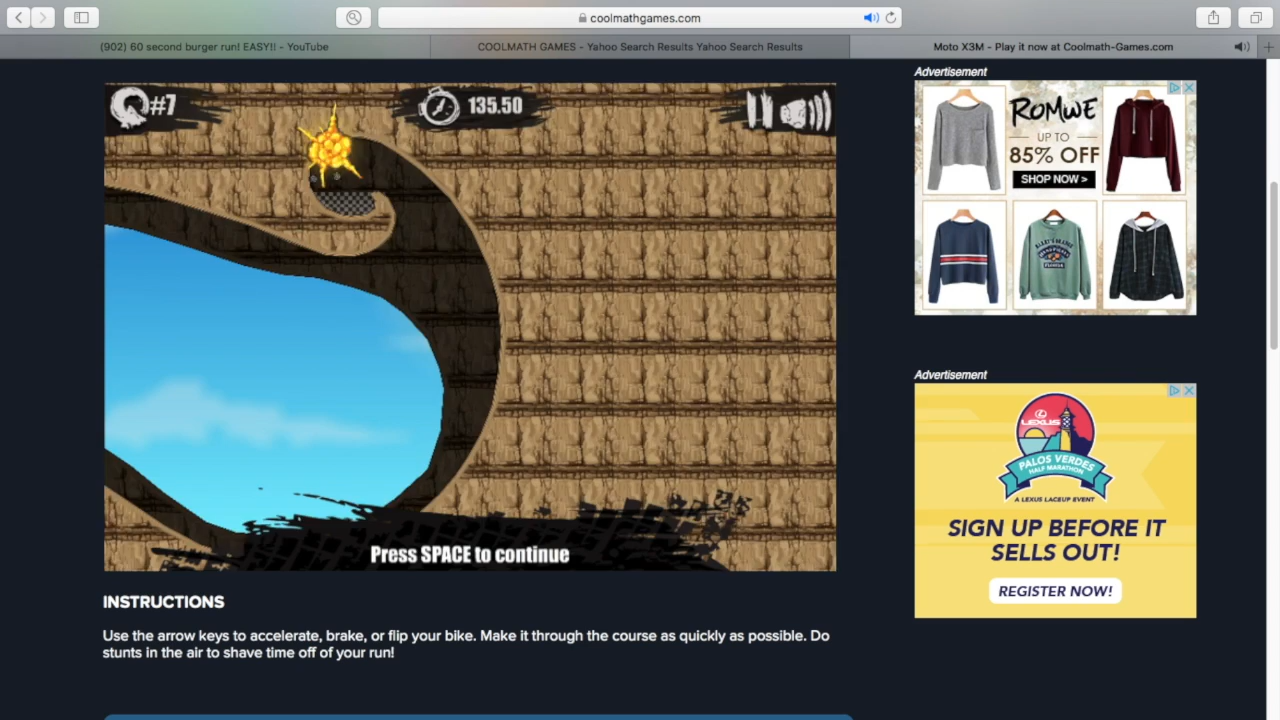 coolmathgames.com
(902) 60 second burger run! EASY!! - YouTube
COOLMATH GAMES - Yahoo Search Results Yahoo Search Results
Moto X3M - Play it now at Coolmath-Games.com
#7
135.50
Press SPACE to continue
INSTRUCTIONS
Use the arrow keys to accelerate, brake, or flip your bike. Make it through the course as quickly as possible. Do
stunts in the air to shave time off of your run!
Advertisement
ROMWE
UP TO
85% OFF
SHOP NOW >
Advertisement
LEXUS
PALOS VERDES
HALF MARATHON
A LEXUS LACEUP EVENT
SIGN UP BEFORE IT
SELLS OUT!
REGISTER NOW!